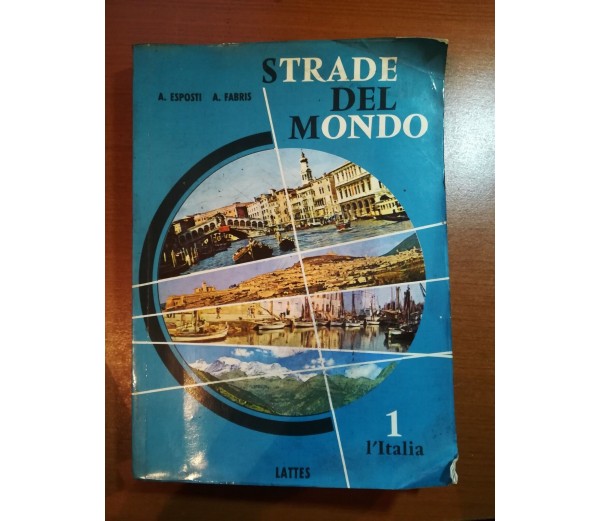 STRADE
DEL
MONDO
A. ESPOSTI A. FABRIS
1
l'Italia
LATTES